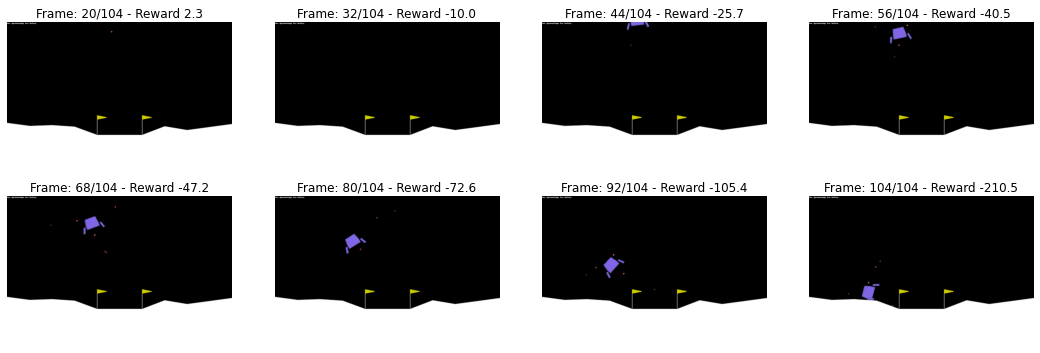 Frame: 20/104 - Reward 2.3
Frame: 32/104 - Reward -10.0
Frame: 44/104 - Reward -25.7
Frame: 56/104 - Reward -40.5
Frame: 68/104 - Reward -47.2
Frame: 80/104 - Reward -72.6
Frame: 92/104 - Reward -105.4
Frame: 104/104 - Reward -210.5